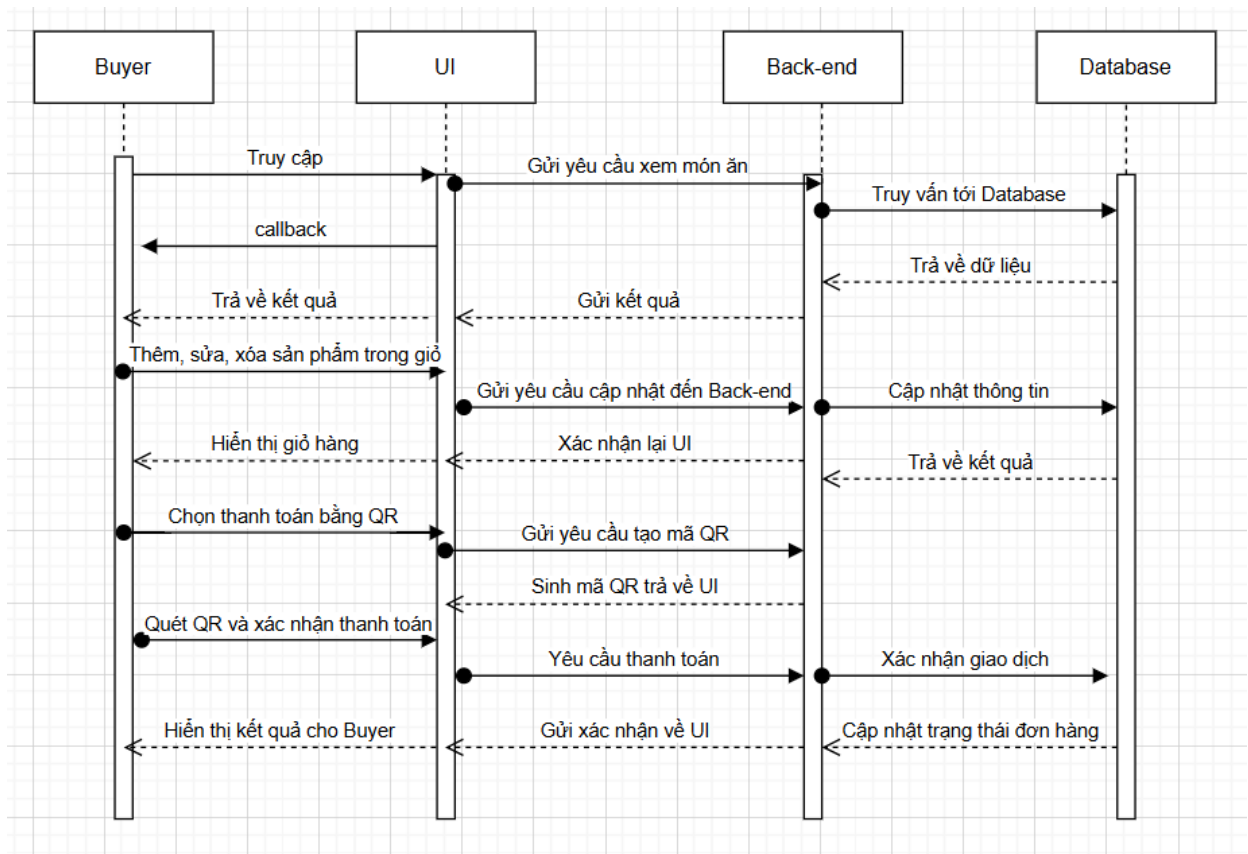 Buyer
UI
Back-end
Database
Truy cập
Gửi yêu cầu xem món ăn
Truy vấn tới Database
callback
Trả về dữ liệu
Trả về kết quả
Gửi kết quả
Thêm, sửa, xóa sản phẩm trong giỏ
Gửi yêu cầu cập nhật đến Back-end
Cập nhật thông tin
Hiển thị giỏ hàng
Xác nhận lại UI
Trả về kết quả
Chọn thanh toán bằng QR
Gửi yêu cầu tạo mã QR
Sinh mã QR trả về UI
Quét QR và xác nhận thanh toán
Yêu cầu thanh toán
Xác nhận giao dịch
Hiển thị kết quả cho Buyer
Gửi xác nhận về UI
Cập nhật trạng thái đơn hàng